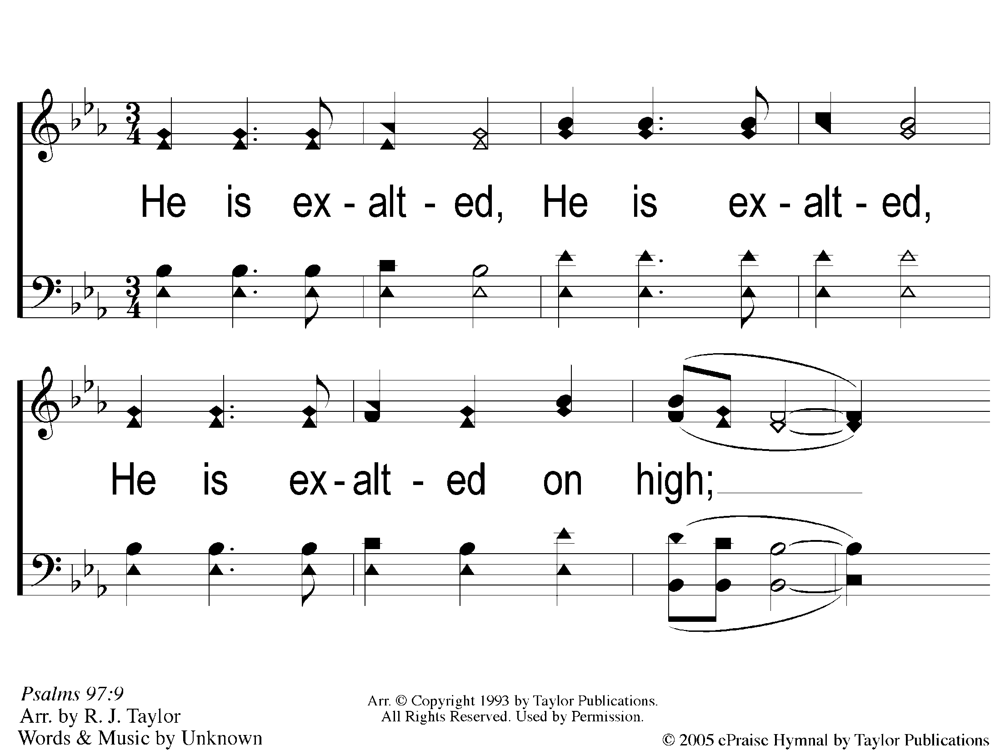 He is ex - alt - ed, He is ex - alt - ed,
He is ex - alt - ed on high;
Psalms 97:9
Arr. by R. J. Taylor
Words & Music by Unknown
Arr. © Copyright 1993 by Taylor Publications.
All Rights Reserved. Used by Permission.
© 2005 ePraise Hymnal by Taylor Publications